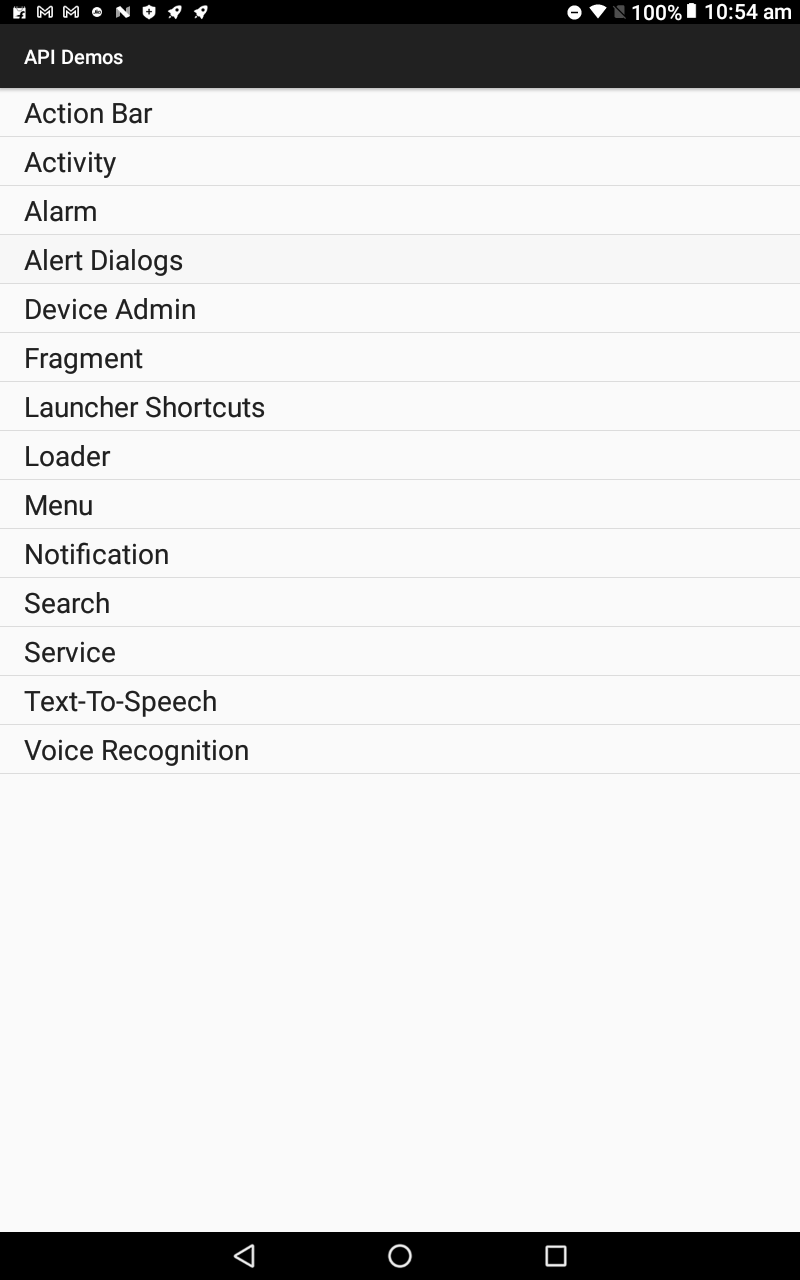 100% 10:54 am
API Demos
Action Bar
Activity
Alarm
Alert Dialogs
Device Admin
Fragment
Launcher Shortcuts
Loader
Menu
Notification
Search
Service
Text-To-Speech
Voice Recognition